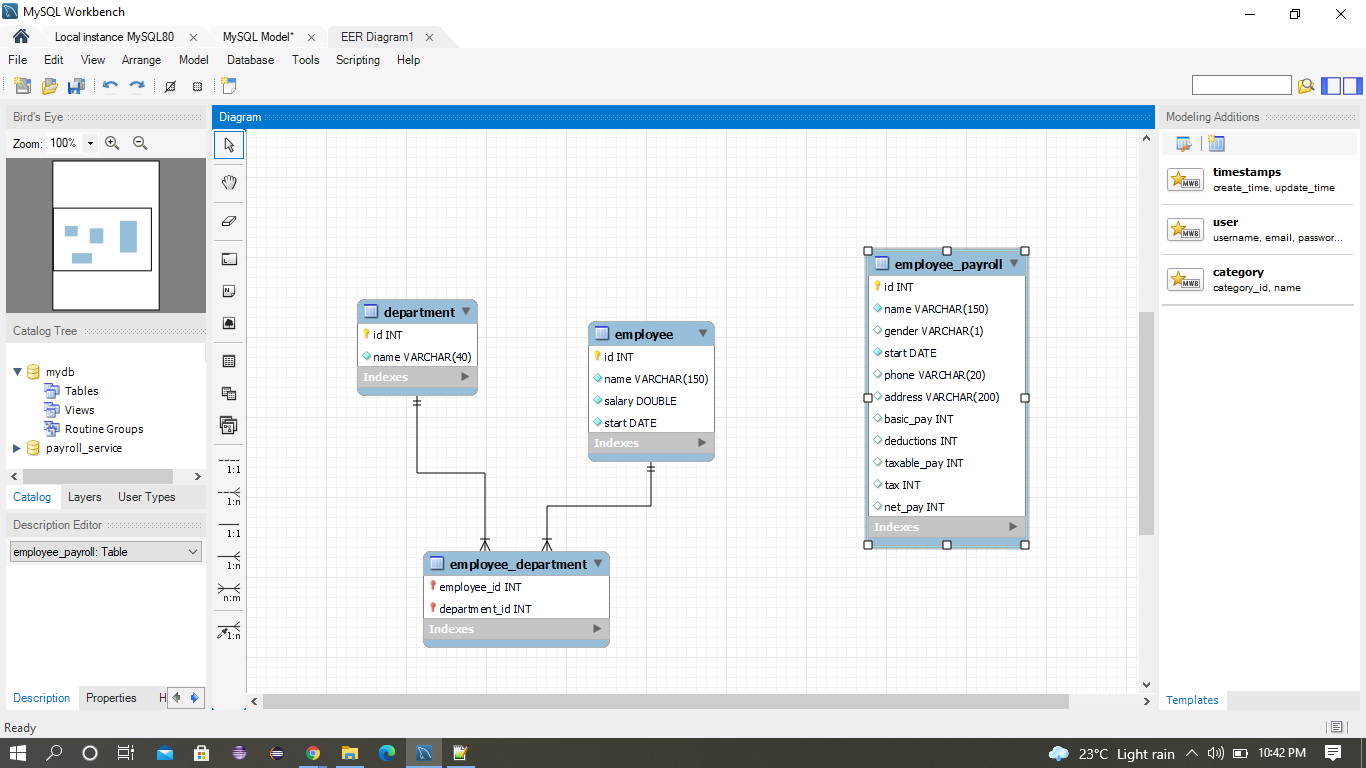 MySQL Workbench
Local instance MySQL80
MySQL Model*
EER Diagram1
File Edit View Arrange Model Database Tools Scripting Help
Bird's Eye
Zoom: 100%
Catalog Tree
mydb
Tables
Views
Routine Groups
payroll_service
Catalog Layers User Types
Description Editor
employee_payroll: Table
Description Properties H
Diagram
1:1
1:n
1:1
1:n
n:m
1:n
department
id INT
name VARCHAR(40)
Indexes
employee
id INT
name VARCHAR(150)
salary DOUBLE
start DATE
Indexes
employee_department
employee_id INT
department_id INT
Indexes
employee_payroll
id INT
name VARCHAR(150)
gender VARCHAR(1)
start DATE
phone VARCHAR(20)
address VARCHAR(200)
basic_pay INT
deductions INT
taxable_pay INT
tax INT
net_pay INT
Indexes
Modeling Additions
MWB
timestamps
create_time, update_time
MWB
user
username, email, passwor...
MWB
category
category_id, name
Templates
Ready
23°C Light rain
10:42 PM